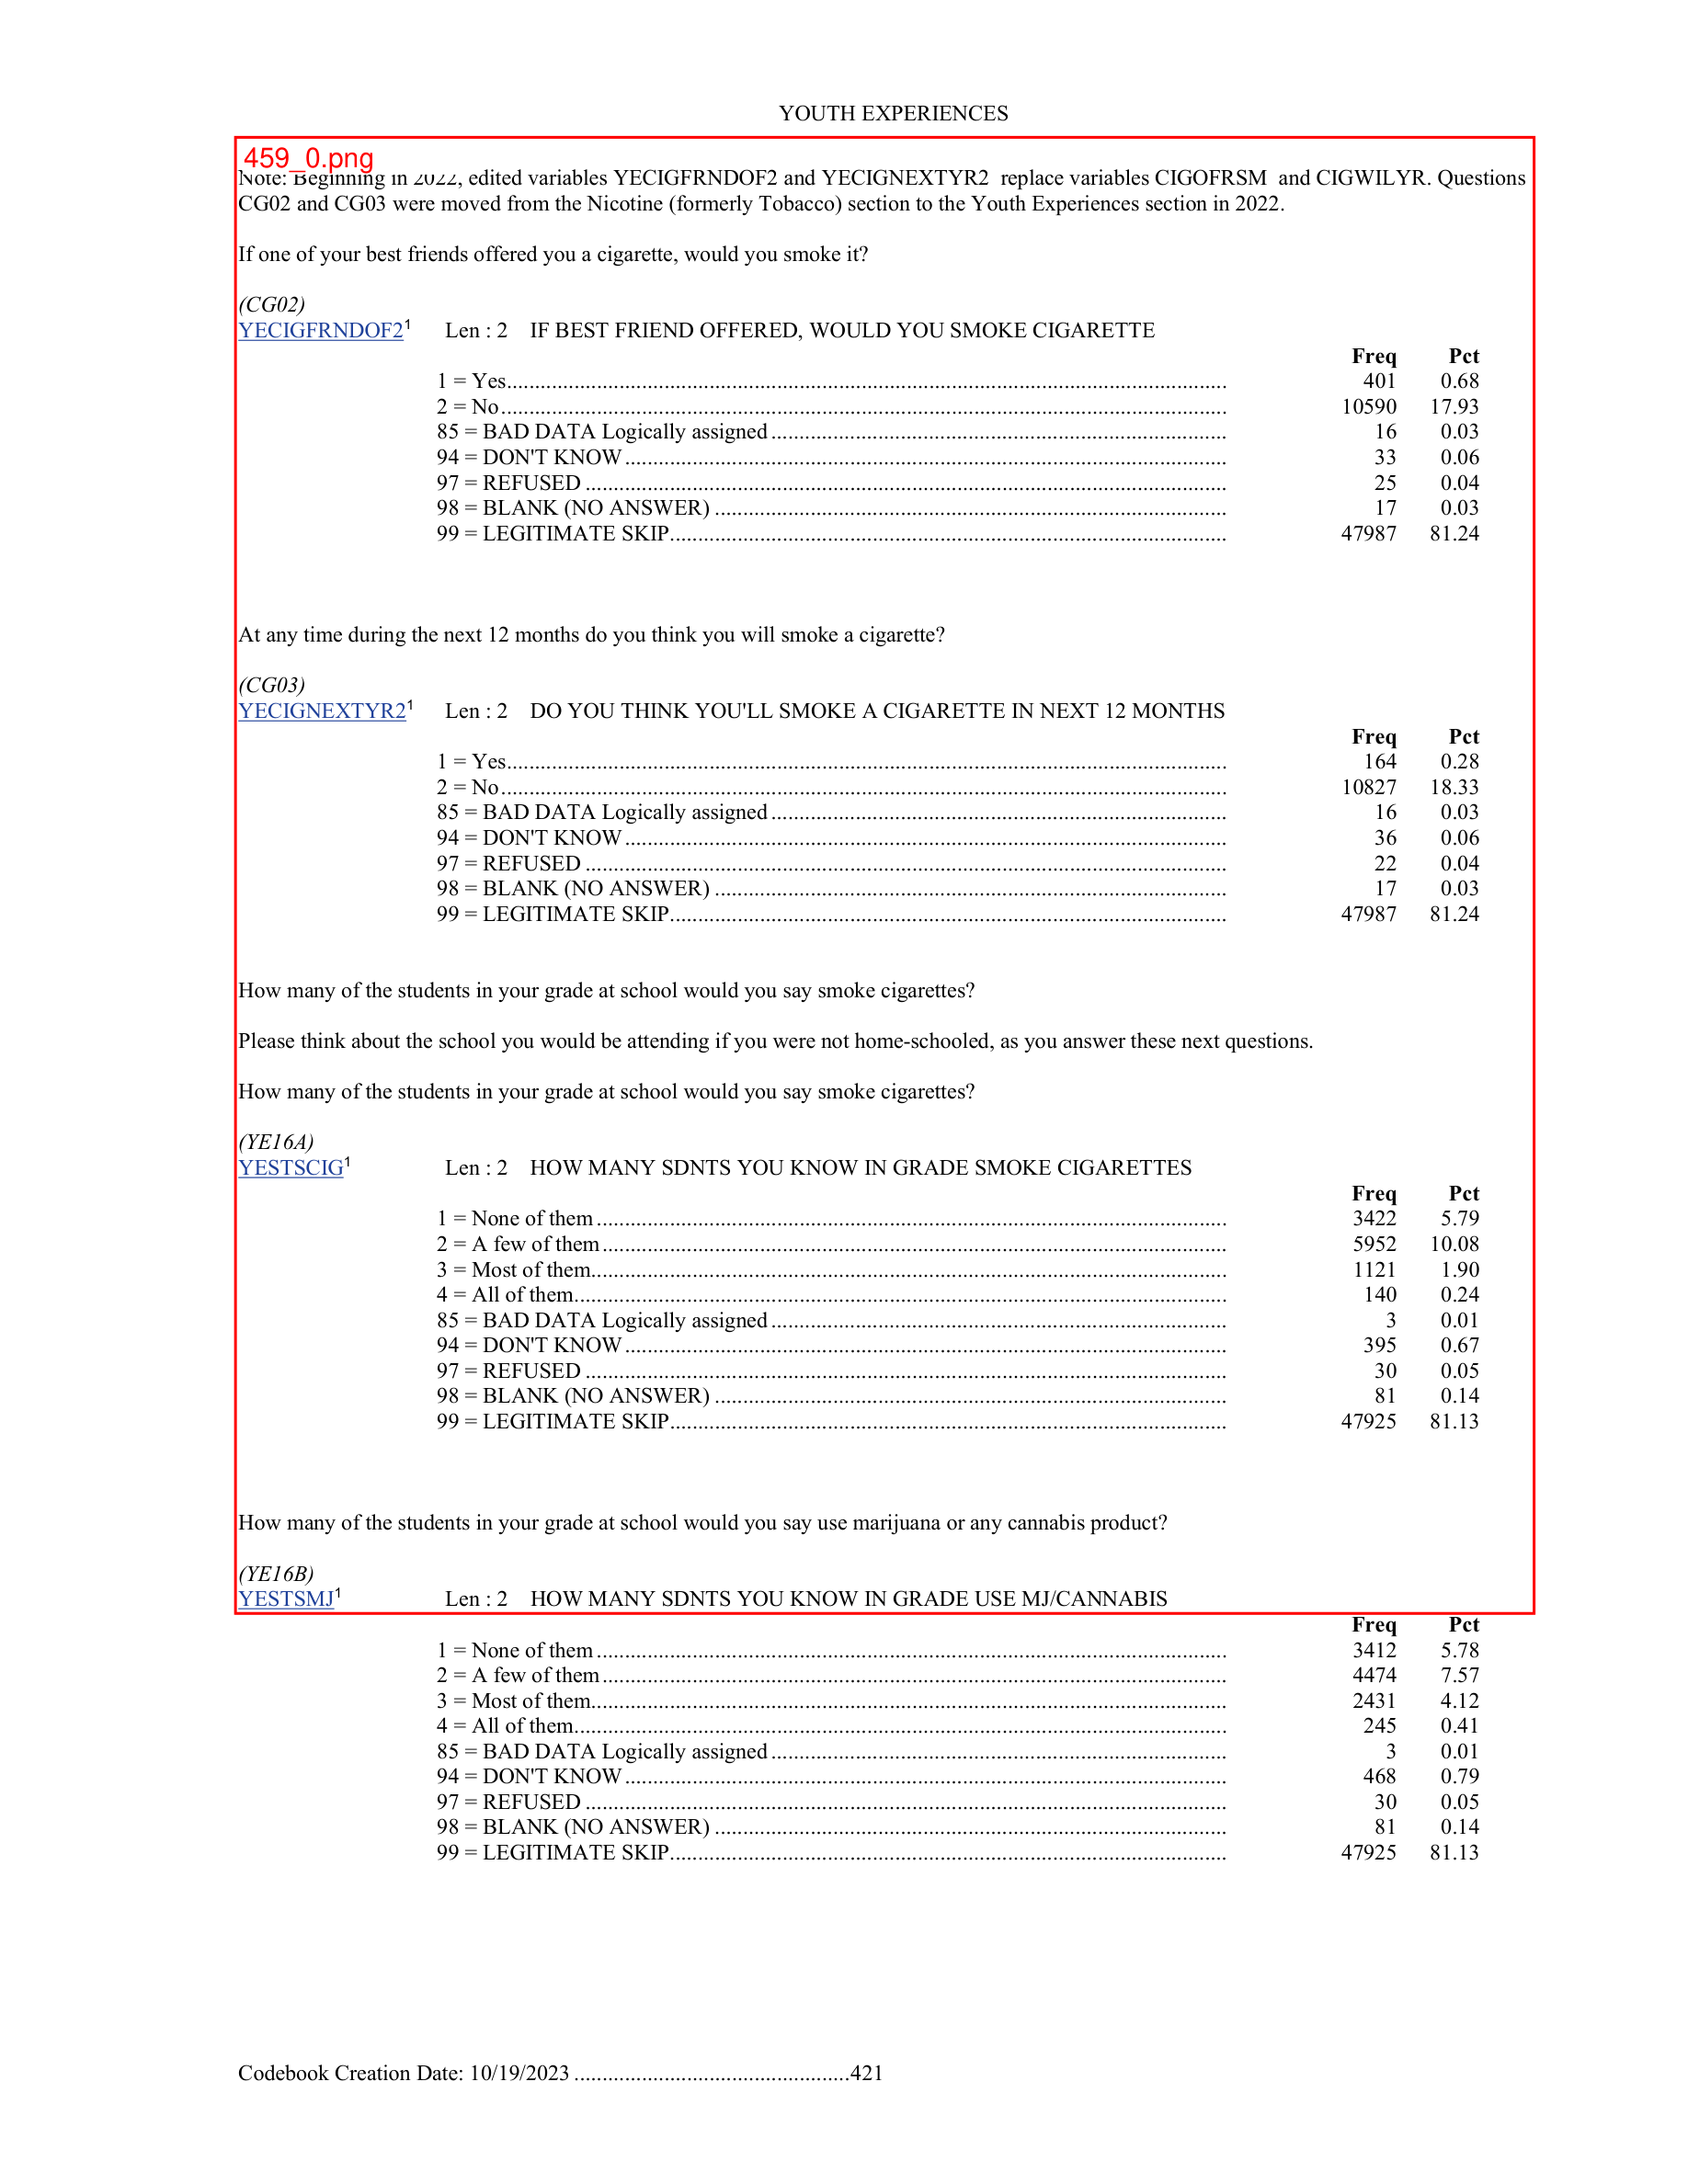 YOUTH EXPERIENCES
459_0.png
Note: Beginning in 2022, edited variables YECIGFRNDOF2 and YECIGNEXTYR2 replace variables CIGOFRSM and CIGWILYR. Questions
CG02 and CG03 were moved from the Nicotine (formerly Tobacco) section to the Youth Experiences section in 2022.
If one of your best friends offered you a cigarette, would you smoke it?
(CG02)
YECIGFRNDOF2¹ Len : 2 IF BEST FRIEND OFFERED, WOULD YOU SMOKE CIGARETTE
Freq Pct
1 = Yes 401 0.68
2 = No 10590 17.93
85 = BAD DATA Logically assigned 16 0.03
94 = DON'T KNOW 33 0.06
97 = REFUSED 25 0.04
98 = BLANK (NO ANSWER) 17 0.03
99 = LEGITIMATE SKIP 47987 81.24
At any time during the next 12 months do you think you will smoke a cigarette?
(CG03)
YECIGNEXTYR2¹ Len : 2 DO YOU THINK YOU'LL SMOKE A CIGARETTE IN NEXT 12 MONTHS
Freq Pct
1 = Yes 164 0.28
2 = No 10827 18.33
85 = BAD DATA Logically assigned 16 0.03
94 = DON'T KNOW 36 0.06
97 = REFUSED 22 0.04
98 = BLANK (NO ANSWER) 17 0.03
99 = LEGITIMATE SKIP 47987 81.24
How many of the students in your grade at school would you say smoke cigarettes?
Please think about the school you would be attending if you were not home-schooled, as you answer these next questions.
How many of the students in your grade at school would you say smoke cigarettes?
(YE16A)
YESTSCIG¹ Len : 2 HOW MANY SDNTS YOU KNOW IN GRADE SMOKE CIGARETTES
Freq Pct
1 = None of them 3422 5.79
2 = A few of them 5952 10.08
3 = Most of them 1121 1.90
4 = All of them 140 0.24
85 = BAD DATA Logically assigned 3 0.01
94 = DON'T KNOW 395 0.67
97 = REFUSED 30 0.05
98 = BLANK (NO ANSWER) 81 0.14
99 = LEGITIMATE SKIP 47925 81.13
How many of the students in your grade at school would you say use marijuana or any cannabis product?
(YE16B)
YESTSMJ¹ Len : 2 HOW MANY SDNTS YOU KNOW IN GRADE USE MJ/CANNABIS
Freq Pct
1 = None of them 3412 5.78
2 = A few of them 4474 7.57
3 = Most of them 2431 4.12
4 = All of them 245 0.41
85 = BAD DATA Logically assigned 3 0.01
94 = DON'T KNOW 468 0.79
97 = REFUSED 30 0.05
98 = BLANK (NO ANSWER) 81 0.14
99 = LEGITIMATE SKIP 47925 81.13
Codebook Creation Date: 10/19/2023 421